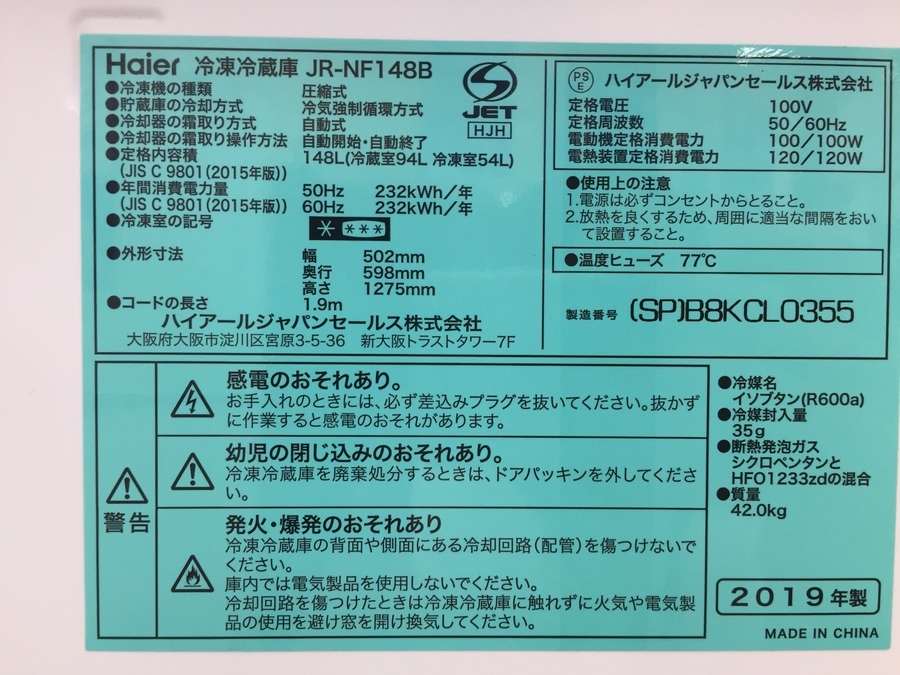 Haier 冷凍冷蔵庫 JR-NF148B
●冷凍機の種類 圧縮式
●貯蔵庫の冷却方式 冷気強制循環方式
●冷却器の霜取り方式 自動式
●冷却器の霜取り操作方法 自動開始・自動終了
●定格内容積 148L(冷蔵室94L 冷凍室54L)
(JIS C 9801(2015年版))
●年間消費電力量 50Hz 232kWh/年
(JIS C 9801(2015年版)) 60Hz 232kWh/年
●冷凍室の記号 * ***
●外形寸法 幅 502mm
奥行 598mm
高さ 1275mm
●コードの長さ 1.9m
ハイアールジャパンセールス株式会社
大阪府大阪市淀川区宮原3-5-36 新大阪トラストタワー7F
S
JET
HJH
PS
E
ハイアールジャパンセールス株式会社
定格電圧 100V
定格周波数 50/60Hz
電動機定格消費電力 100/100W
電熱装置定格消費電力 120/120W
●使用上の注意
1.電源は必ずコンセントからとること。
2.放熱を良くするため、周囲に適当な間隔をおい
て設置すること。
●温度ヒューズ 77℃
製造番号 (SP)B8KCL0355
警告
感電のおそれあり。
お手入れのときには、必ず差込みプラグを抜いてください。抜かず
に作業すると感電のおそれがあります。
幼児の閉じ込みのおそれあり。
冷凍冷蔵庫を廃棄処分するときは、ドアパッキンを外してくださ
い。
発火・爆発のおそれあり
冷凍冷蔵庫の背面や側面にある冷却回路(配管)を傷つけないで
ください。
庫内では電気製品を使用しないでください。
冷却回路を傷つけたときは冷凍冷蔵庫に触れずに火気や電気製
品の使用を避け窓を開け換気してください。
●冷媒名
イソブタン(R600a)
●冷媒封入量
35g
●断熱発泡ガス
シクロペンタンと
HFO1233zdの混合
●質量
42.0kg
2019年製
MADE IN CHINA